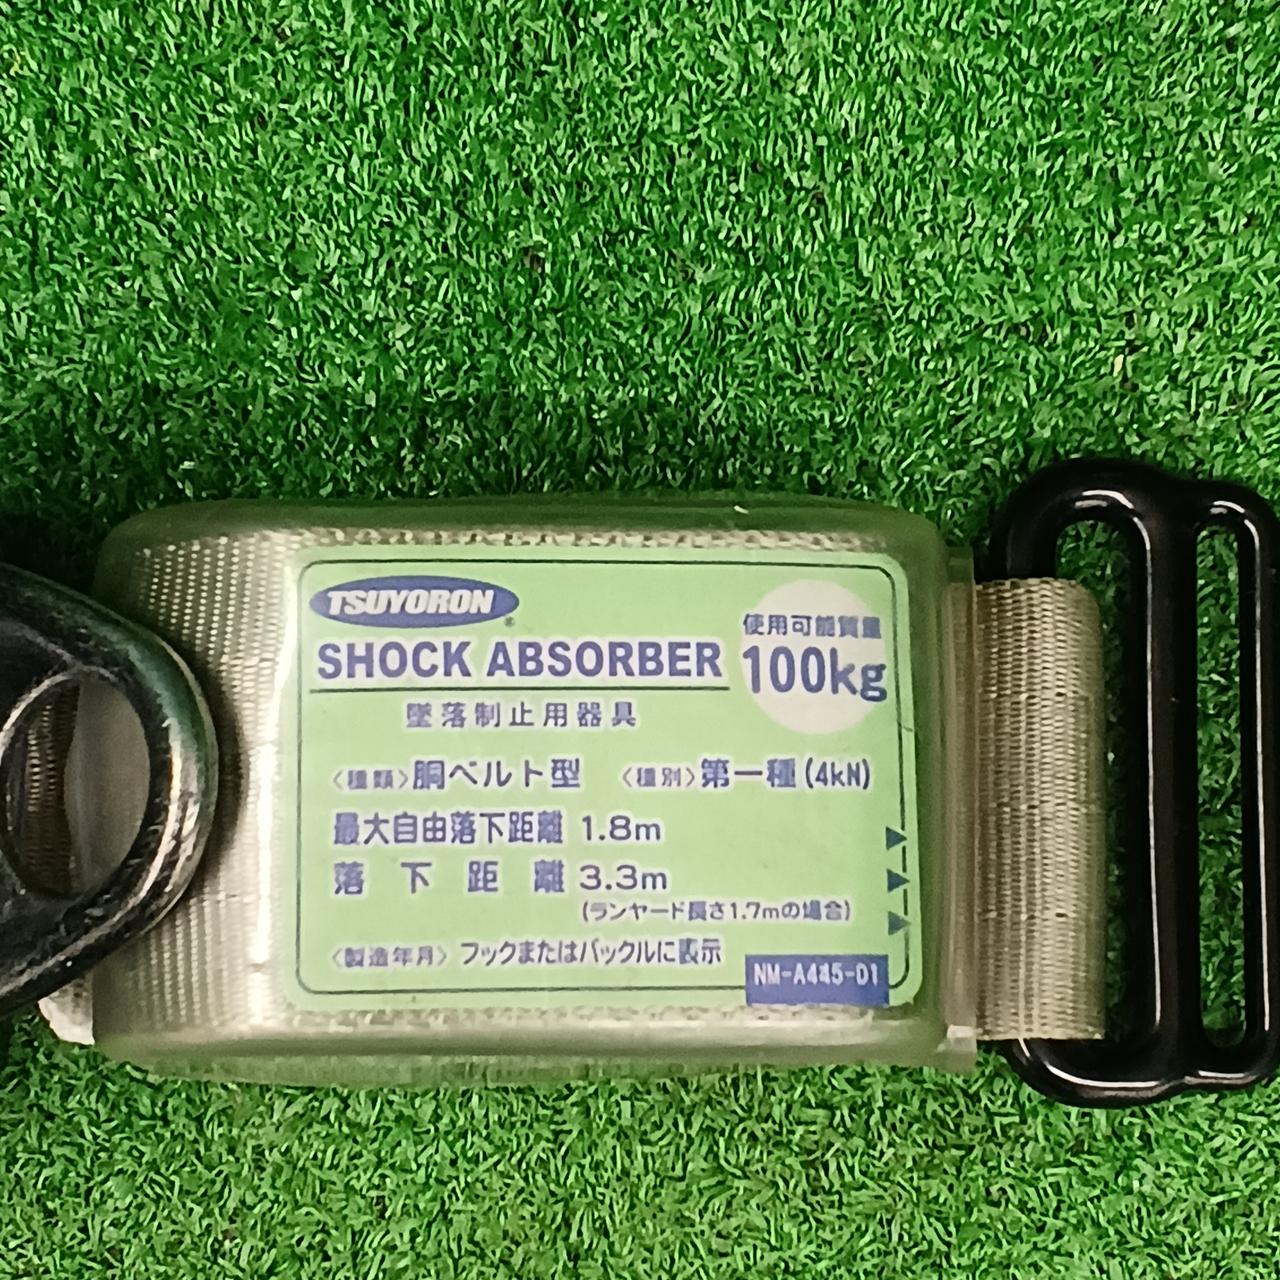 TSUYORON
SHOCK ABSORBER
使用可能質量
100kg
墜落制止用器具
〈種類〉胴ベルト型 〈種別〉第一種(4kN)
最大自由落下距離 1.8m
落下距離 3.3m
(ランヤード長さ1.7mの場合)
〈製造年月〉フックまたはバックルに表示
NM-A445-01